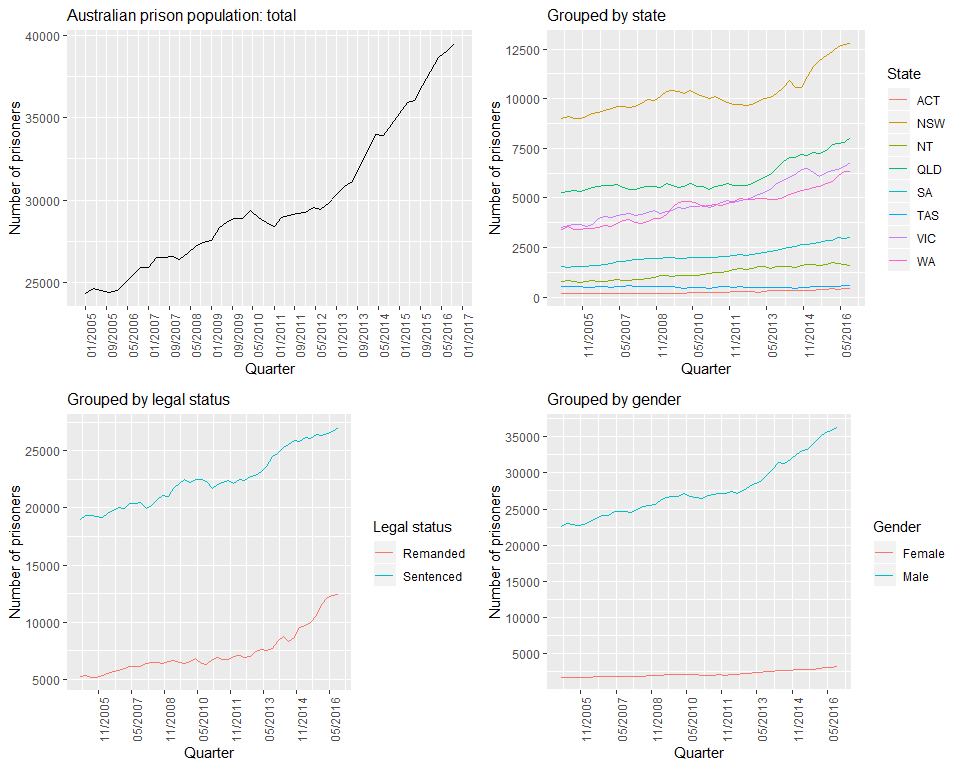 Australian prison population: total
Number of prisoners
40000
35000
30000
25000
01/2005
09/2005
05/2006
01/2007
09/2007
05/2008
01/2009
09/2009
05/2010
01/2011
09/2011
05/2012
01/2013
09/2013
05/2014
01/2015
09/2015
05/2016
01/2017
Quarter
Grouped by state
Number of prisoners
12500
10000
7500
5000
2500
0
11/2005
05/2007
11/2008
05/2010
11/2011
05/2013
11/2014
05/2016
Quarter
State
ACT
NSW
NT
QLD
SA
TAS
VIC
WA
Grouped by legal status
Number of prisoners
25000
20000
15000
10000
5000
11/2005
05/2007
11/2008
05/2010
11/2011
05/2013
11/2014
05/2016
Quarter
Legal status
Remanded
Sentenced
Grouped by gender
Number of prisoners
35000
30000
25000
20000
15000
10000
5000
11/2005
05/2007
11/2008
05/2010
11/2011
05/2013
11/2014
05/2016
Quarter
Gender
Female
Male